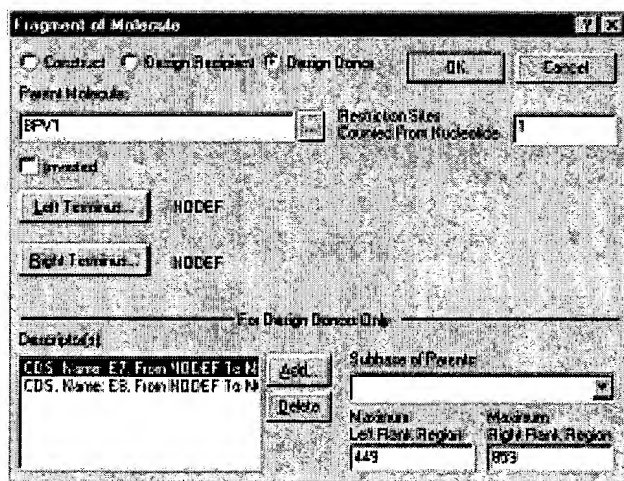 Fragment of Molecule
Construct Design Recipient Design Donor OK Cancel
Parent Molecule:
BPV1 ... Restriction Sites
Counted From Nucleotide 1
Inverted
Left Terminus... NODEF
Right Terminus... NODEF
For Design Donors Only
Descriptor(s)
CDS. Name: E7. From NODEF To N
CDS. Name: E8. From NODEF To N
Add...
Delete
Subbase of Parents:
Maximum
Left Flank Region:
449
Maximum
Right Flank Region: